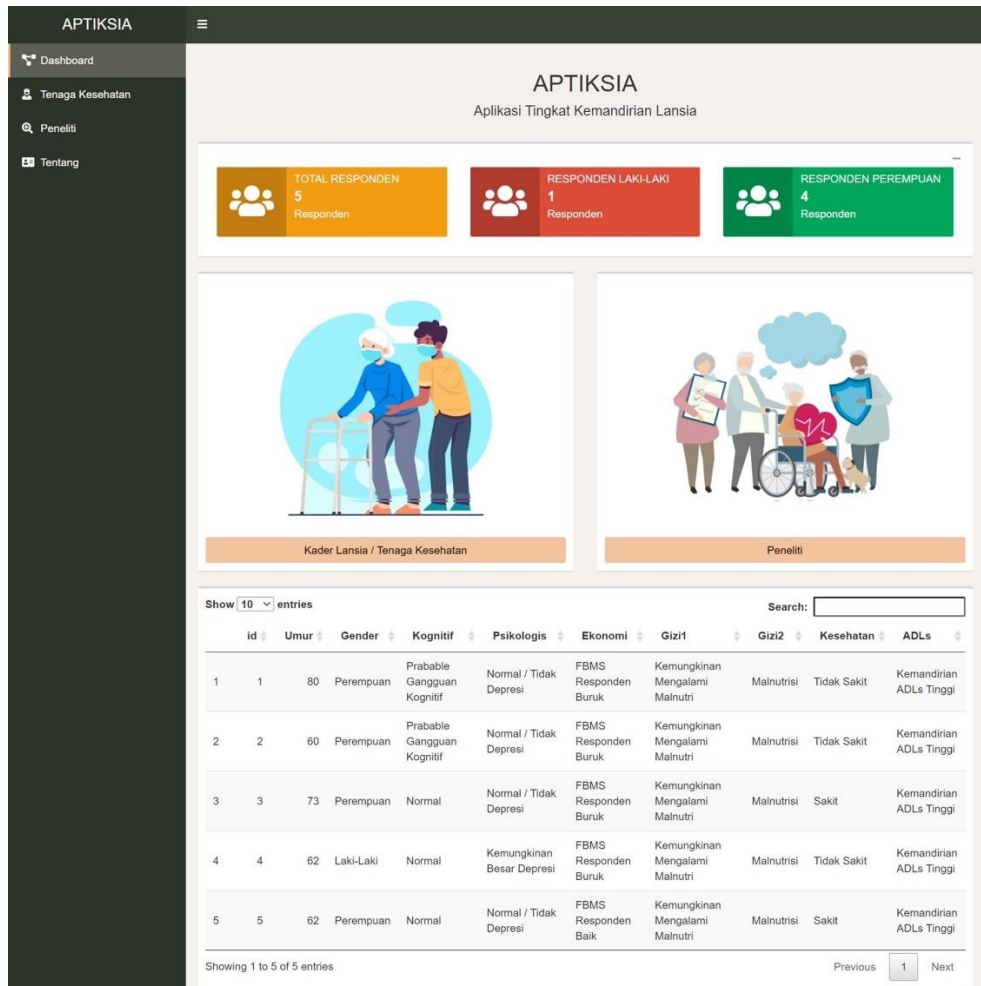 APTIKSIA
Dashboard
Tenaga Kesehatan
Peneliti
Tentang
APTIKSIA
Aplikasi Tingkat Kemandirian Lansia
TOTAL RESPONDEN
5
Responden
RESPONDEN LAKI-LAKI
1
Responden
RESPONDEN PEREMPUAN
4
Responden
Kader Lansia / Tenaga Kesehatan
Peneliti
Show 10 entries
Search:
id Umur Gender Kognitif Psikologis Ekonomi Gizi1 Gizi2 Kesehatan ADLs
1 1 80 Perempuan
Prabable
Gangguan
Kognitif
Normal / Tidak
Depresi
FBMS
Responden
Buruk
Kemungkinan
Mengalami
Malnutri
Malnutrisi
Tidak Sakit
Kemandirian
ADLs Tinggi
2 2 60 Perempuan
Prabable
Gangguan
Kognitif
Normal / Tidak
Depresi
FBMS
Responden
Buruk
Kemungkinan
Mengalami
Malnutri
Malnutrisi
Tidak Sakit
Kemandirian
ADLs Tinggi
3 3 73 Perempuan
Normal
Normal / Tidak
Depresi
FBMS
Responden
Buruk
Kemungkinan
Mengalami
Malnutri
Malnutrisi
Sakit
Kemandirian
ADLs Tinggi
4 4 62 Laki-Laki
Normal
Kemungkinan
Besar Depresi
FBMS
Responden
Buruk
Kemungkinan
Mengalami
Malnutri
Malnutrisi
Tidak Sakit
Kemandirian
ADLs Tinggi
5 5 62 Perempuan
Normal
Normal / Tidak
Depresi
FBMS
Responden
Baik
Kemungkinan
Mengalami
Malnutri
Malnutrisi
Sakit
Kemandirian
ADLs Tinggi
Showing 1 to 5 of 5 entries
Previous 1 Next